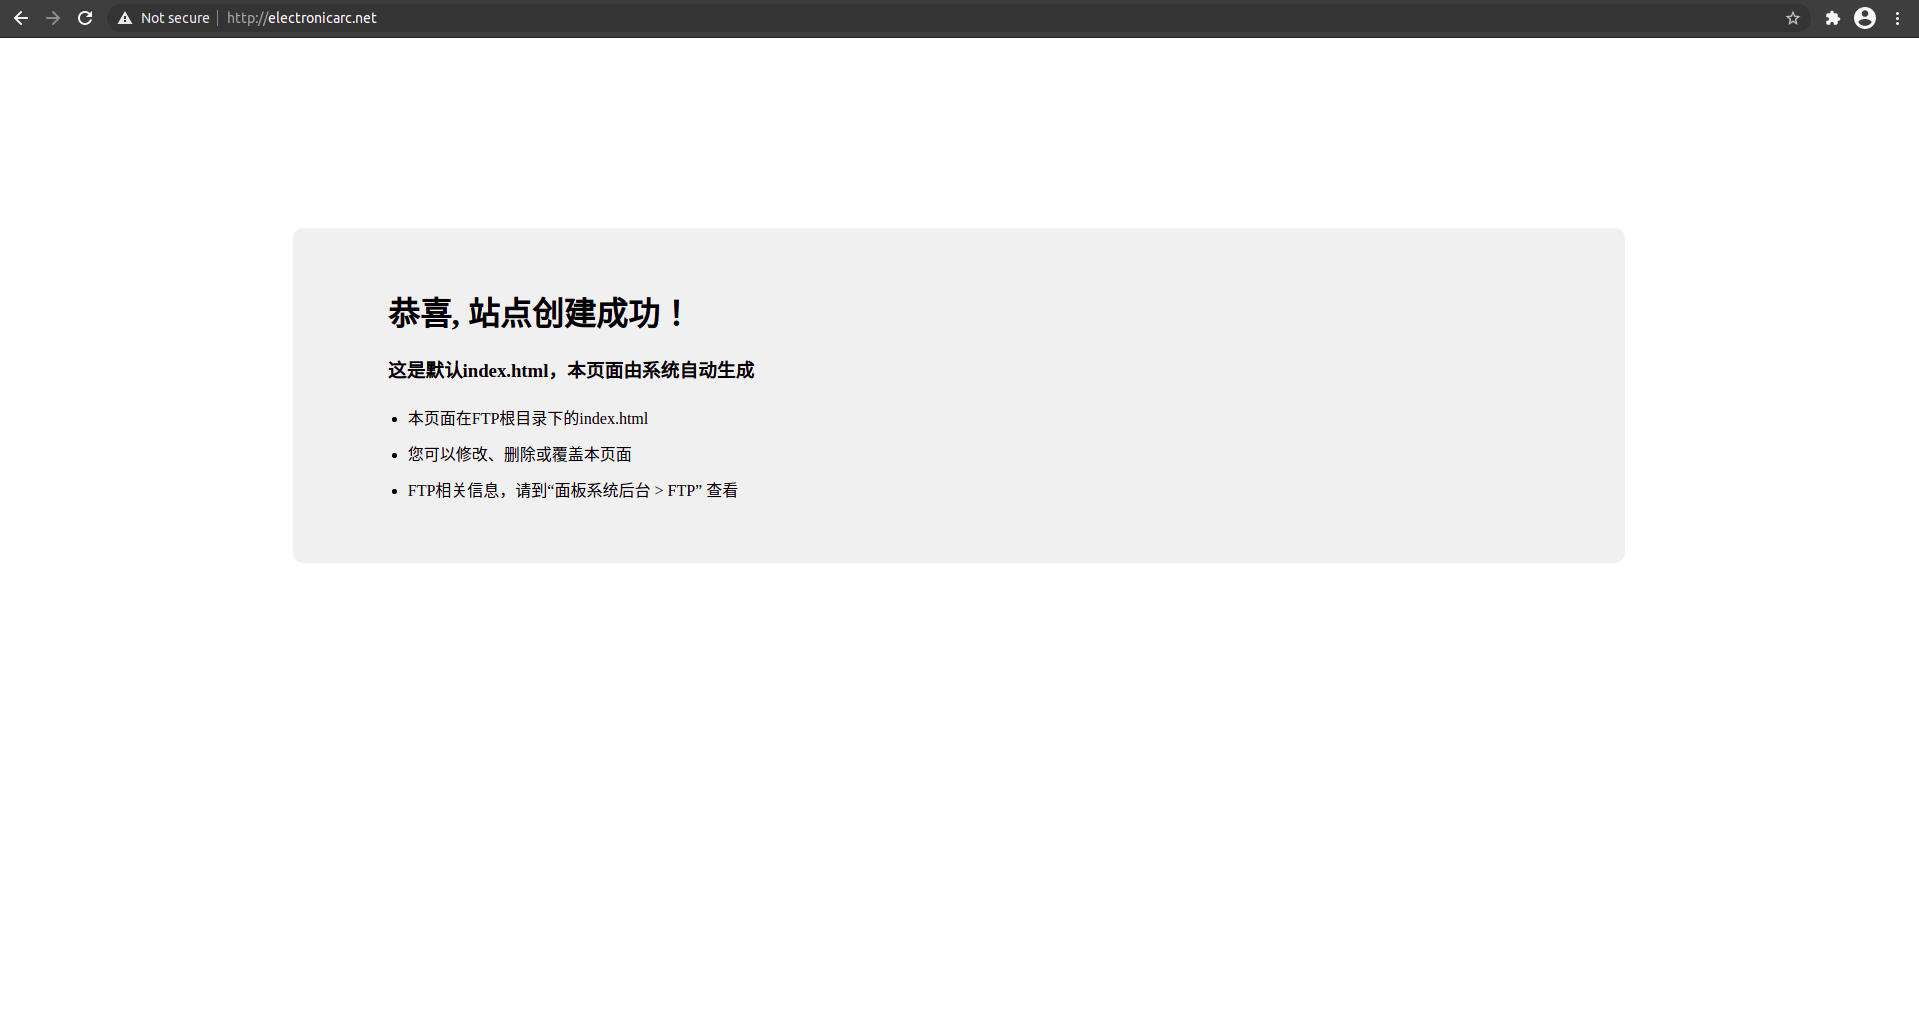 Not secure | http://electronicarc.net
恭喜, 站点创建成功！
这是默认index.html，本页面由系统自动生成
本页面在FTP根目录下的index.html
您可以修改、删除或覆盖本页面
FTP相关信息，请到“面板系统后台 > FTP” 查看